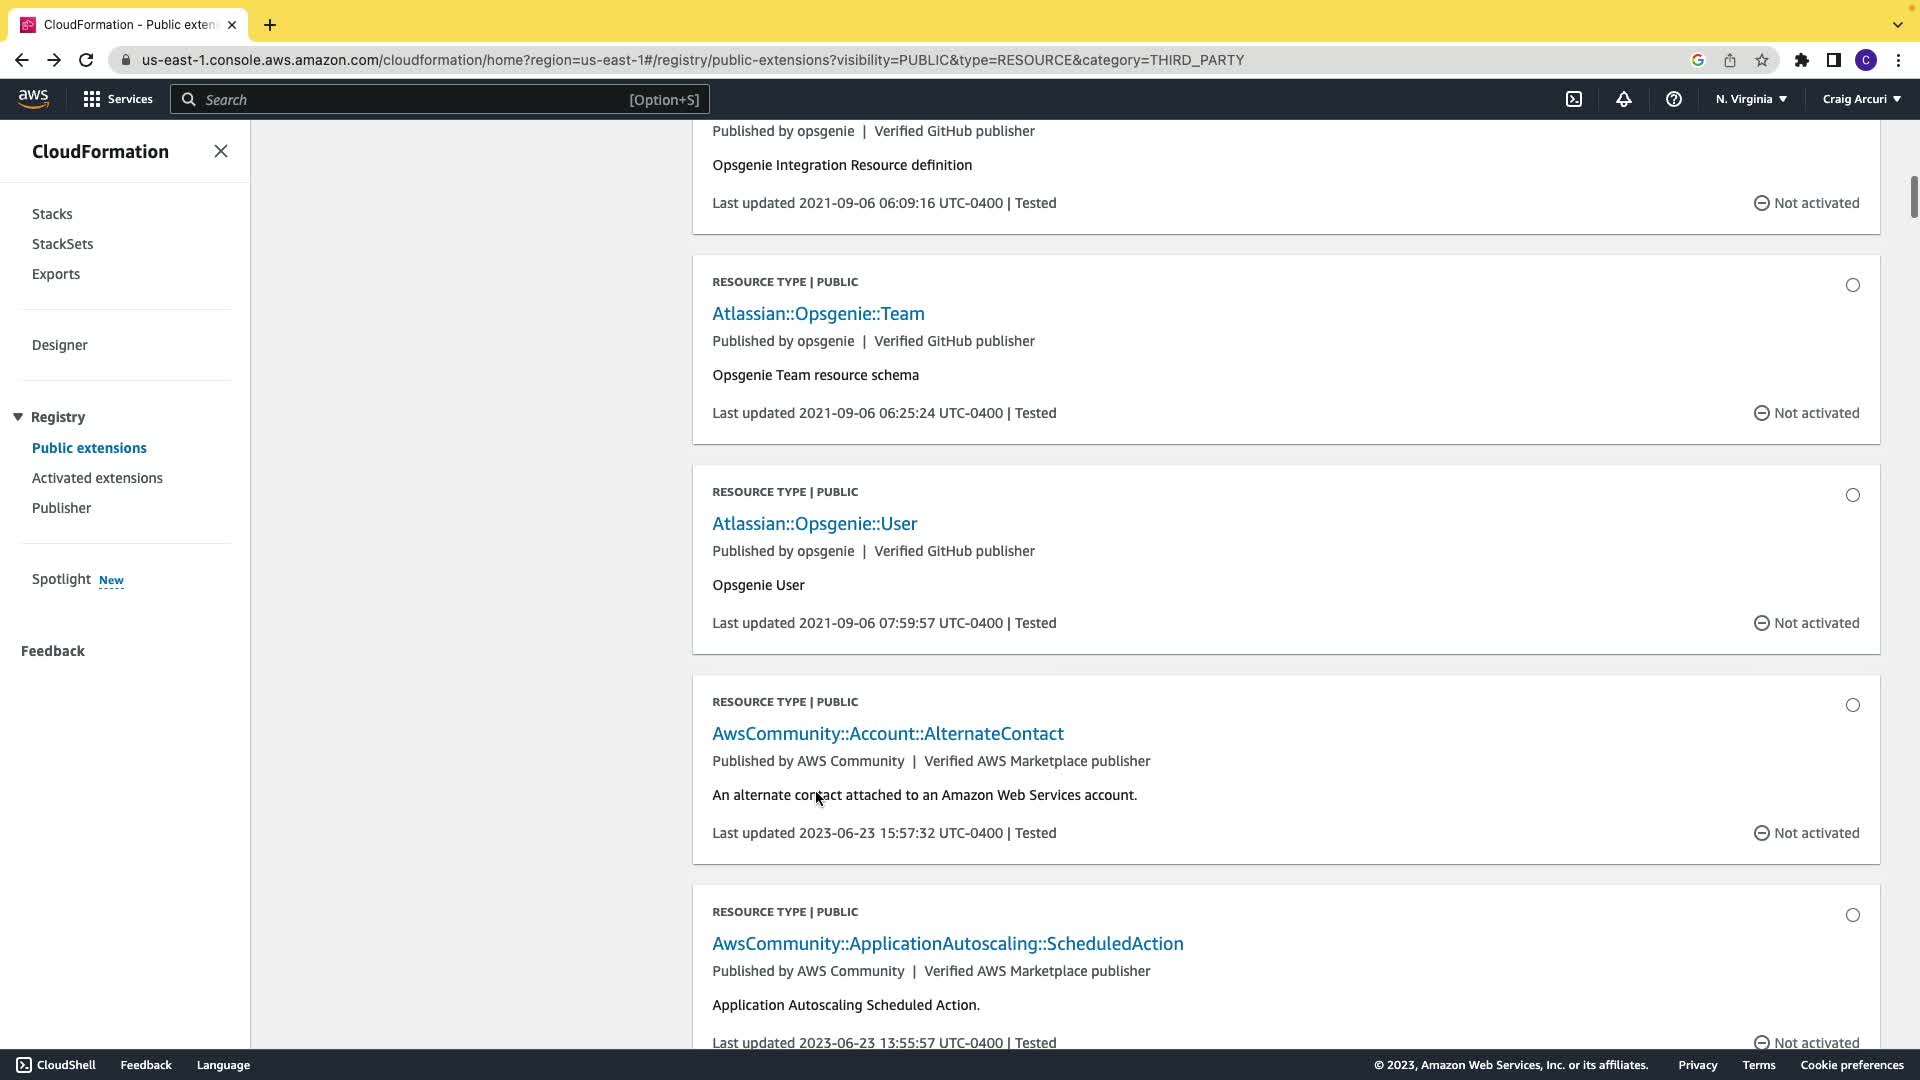 CloudFormation - Public exten
us-east-1.console.aws.amazon.com/cloudformation/home?region=us-east-1#/registry/public-extensions?visibility=PUBLIC&type=RESOURCE&category=THIRD_PARTY
C
aws
Services
Search
[Option+S]
N. Virginia
Craig Arcuri
CloudFormation
Stacks
StackSets
Exports
Designer
Registry
Public extensions
Activated extensions
Publisher
Spotlight New
Feedback
Published by opsgenie | Verified GitHub publisher
Opsgenie Integration Resource definition
Last updated 2021-09-06 06:09:16 UTC-0400 | Tested
Not activated
RESOURCE TYPE | PUBLIC
Atlassian::Opsgenie::Team
Published by opsgenie | Verified GitHub publisher
Opsgenie Team resource schema
Last updated 2021-09-06 06:25:24 UTC-0400 | Tested
Not activated
RESOURCE TYPE | PUBLIC
Atlassian::Opsgenie::User
Published by opsgenie | Verified GitHub publisher
Opsgenie User
Last updated 2021-09-06 07:59:57 UTC-0400 | Tested
Not activated
RESOURCE TYPE | PUBLIC
AwsCommunity::Account::AlternateContact
Published by AWS Community | Verified AWS Marketplace publisher
An alternate contact attached to an Amazon Web Services account.
Last updated 2023-06-23 15:57:32 UTC-0400 | Tested
Not activated
RESOURCE TYPE | PUBLIC
AwsCommunity::ApplicationAutoscaling::ScheduledAction
Published by AWS Community | Verified AWS Marketplace publisher
Application Autoscaling Scheduled Action.
Last updated 2023-06-23 13:55:57 UTC-0400 | Tested
Not activated
CloudShell
Feedback
Language
© 2023, Amazon Web Services, Inc. or its affiliates.
Privacy
Terms
Cookie preferences